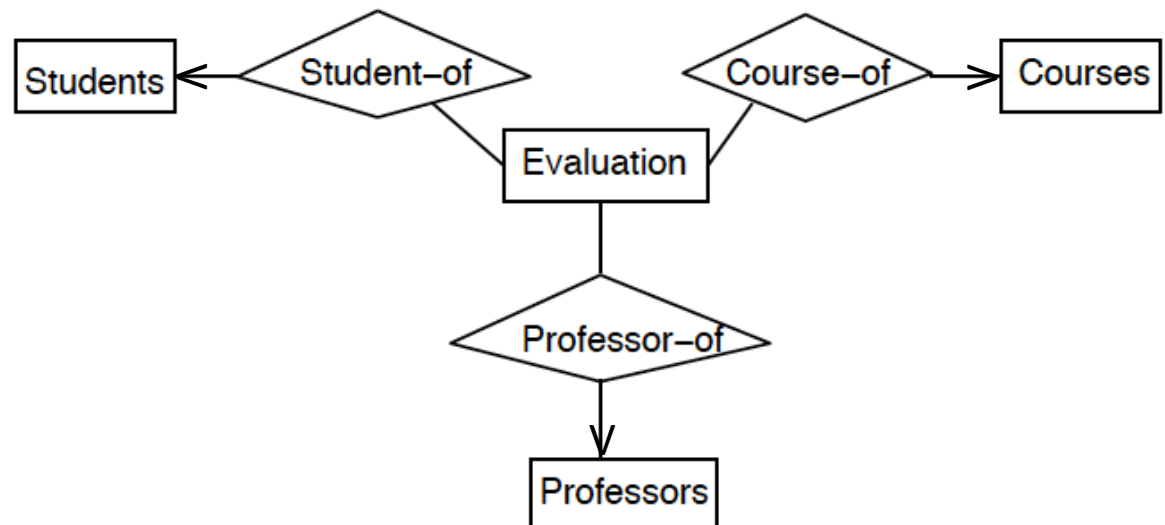 Students
Student–of
Course–of
Courses
Evaluation
Professor–of
Professors